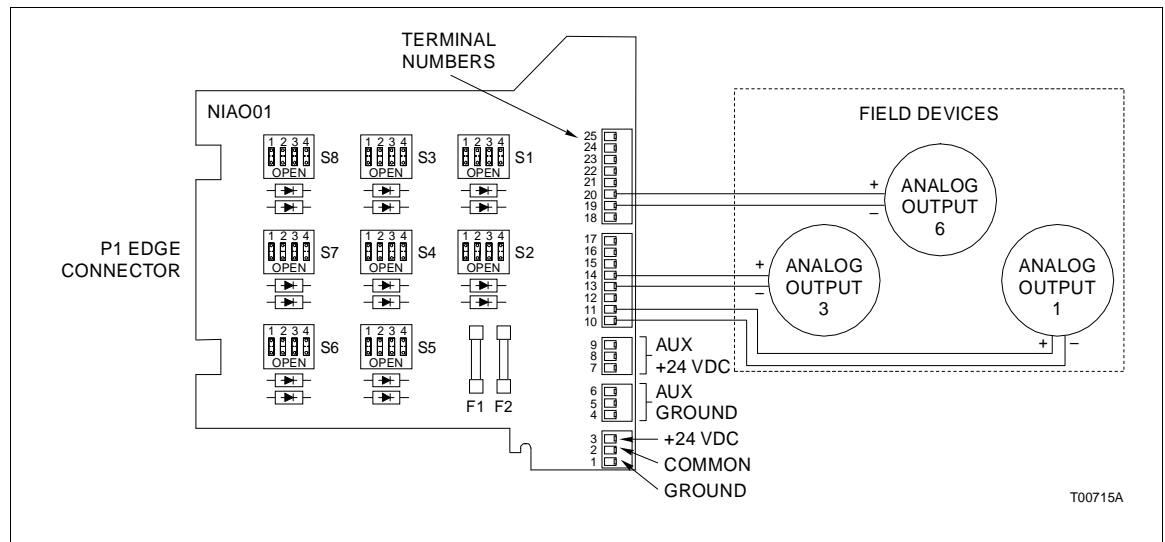 TERMINAL
NUMBERS
NIAO01
FIELD DEVICES
1 2 3 4
OPEN
S8
1 2 3 4
OPEN
S3
1 2 3 4
OPEN
S1
25
24
23
22
21
20
19
18
+
–
ANALOG
OUTPUT
6
P1 EDGE
CONNECTOR
1 2 3 4
OPEN
S7
1 2 3 4
OPEN
S4
1 2 3 4
OPEN
S2
17
16
15
14
13
12
11
10
+
–
ANALOG
OUTPUT
3
ANALOG
OUTPUT
1
+ –
1 2 3 4
OPEN
S6
1 2 3 4
OPEN
S5
F1 F2
9
8
7
AUX
+24 VDC
6
5
4
AUX
GROUND
3
2
1
+24 VDC
COMMON
GROUND
T00715A